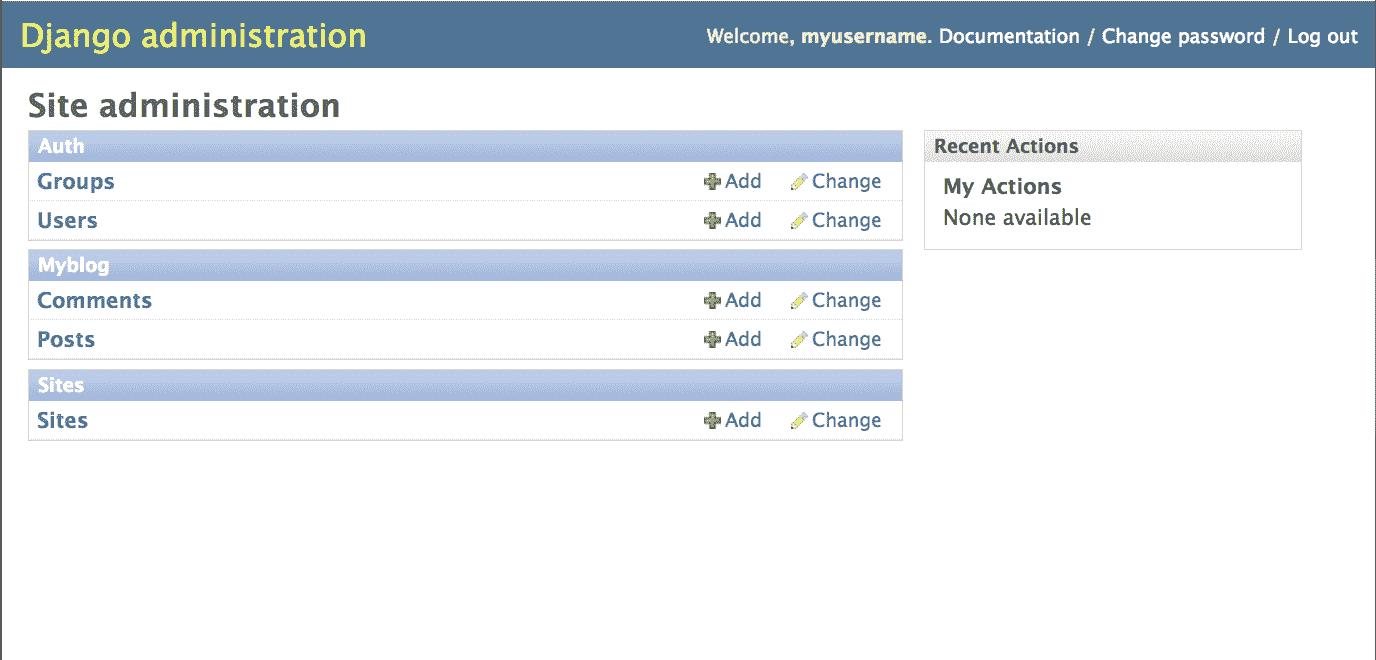 Django administration
Welcome, myusername. Documentation / Change password / Log out
Site administration
Auth
Groups Add Change
Users Add Change
Myblog
Comments Add Change
Posts Add Change
Sites
Sites Add Change
Recent Actions
My Actions
None available